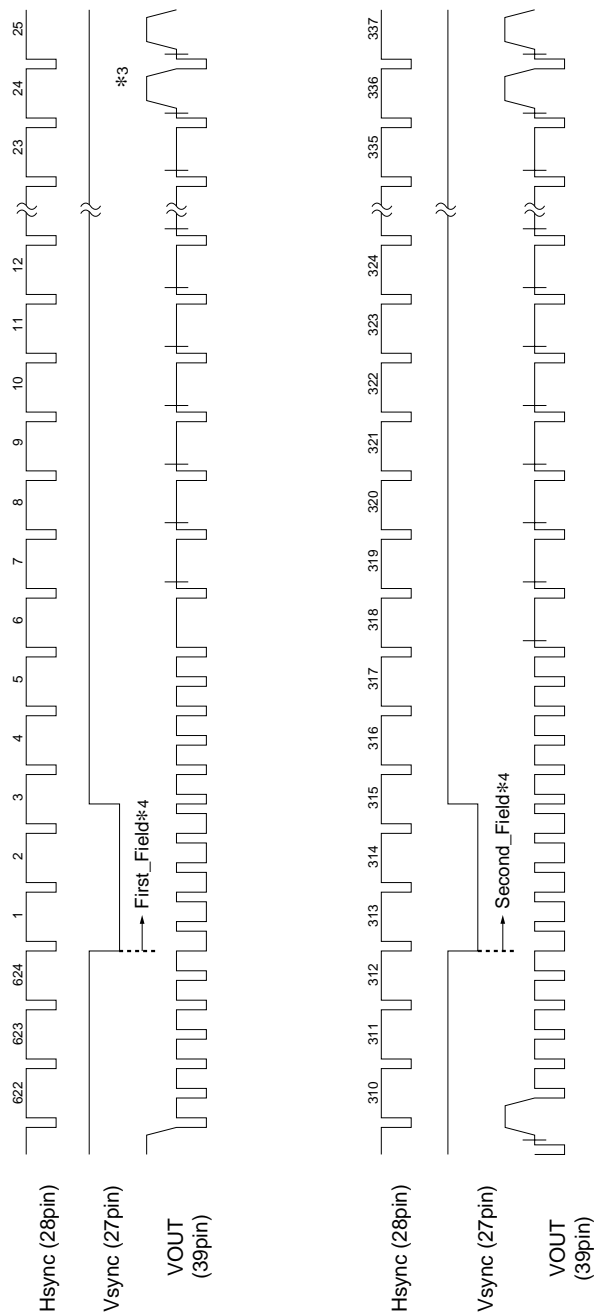 622 623 624 1 2 3 4 5 6 7 8 9 10 11 12 23 24 25
Hsync (28pin)
Vsync (27pin)
First_Field※4
※3
VOUT
(39pin)
310 311 312 313 314 315 316 317 318 319 320 321 322 323 324 335 336 337
Hsync (28pin)
Vsync (27pin)
Second_Field※4
VOUT
(39pin)